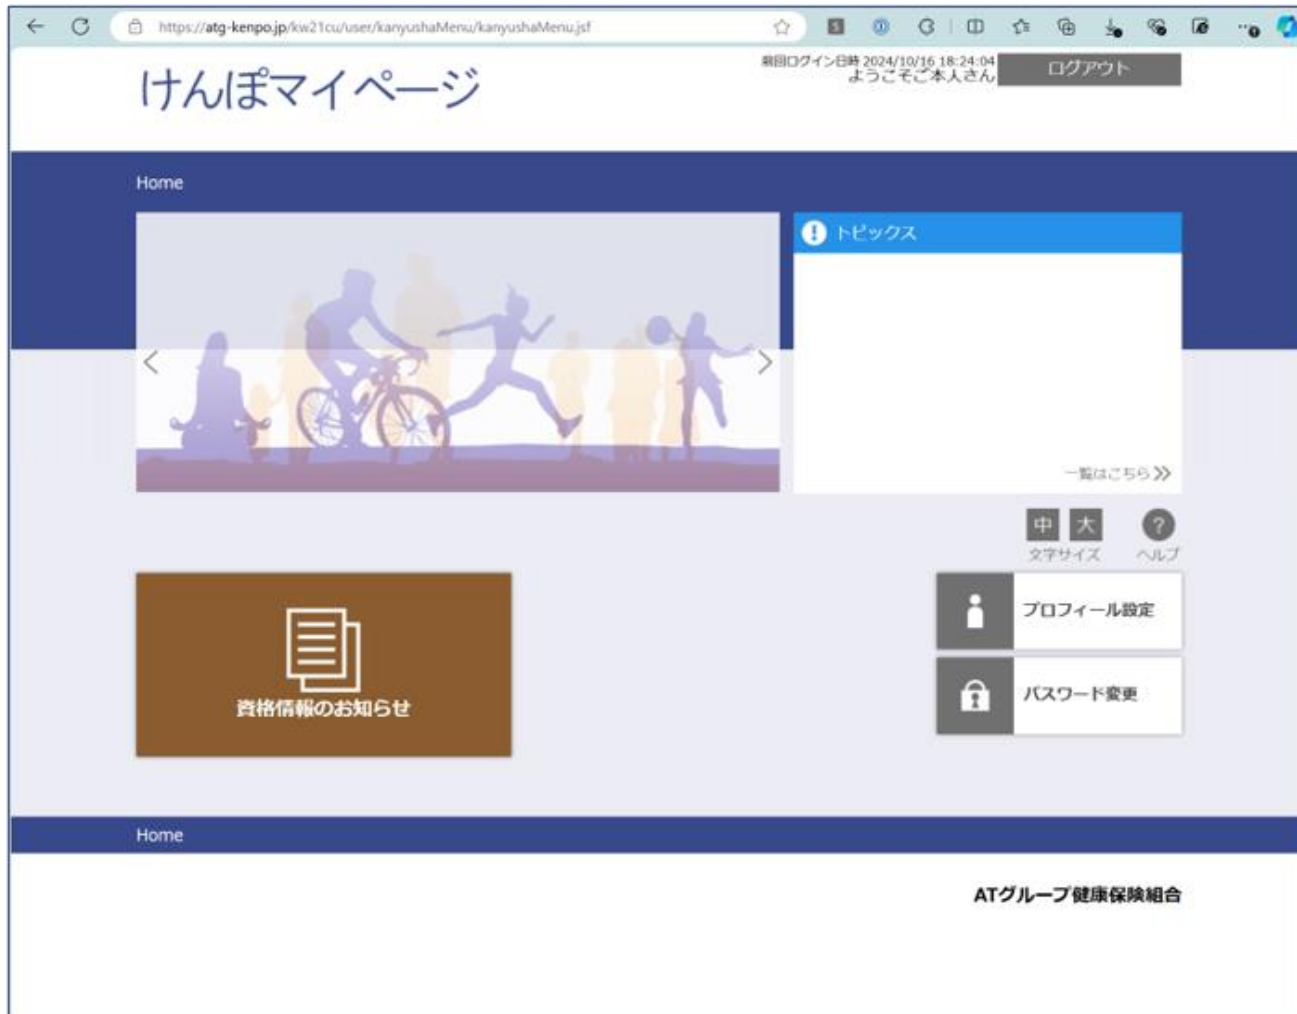 https://atg-kenpo.jp/kw21cu/user/kanyushaMenu/kanyushaMenu.jsf
けんぽマイページ
前回ログイン日時 2024/10/16 18:24:04
ようこそご本人さん
ログアウト
Home
トピックス
一覧はこちら
中 大 ?
文字サイズ ヘルプ
資格情報のお知らせ
プロフィール設定
パスワード変更
Home
ATグループ健康保険組合